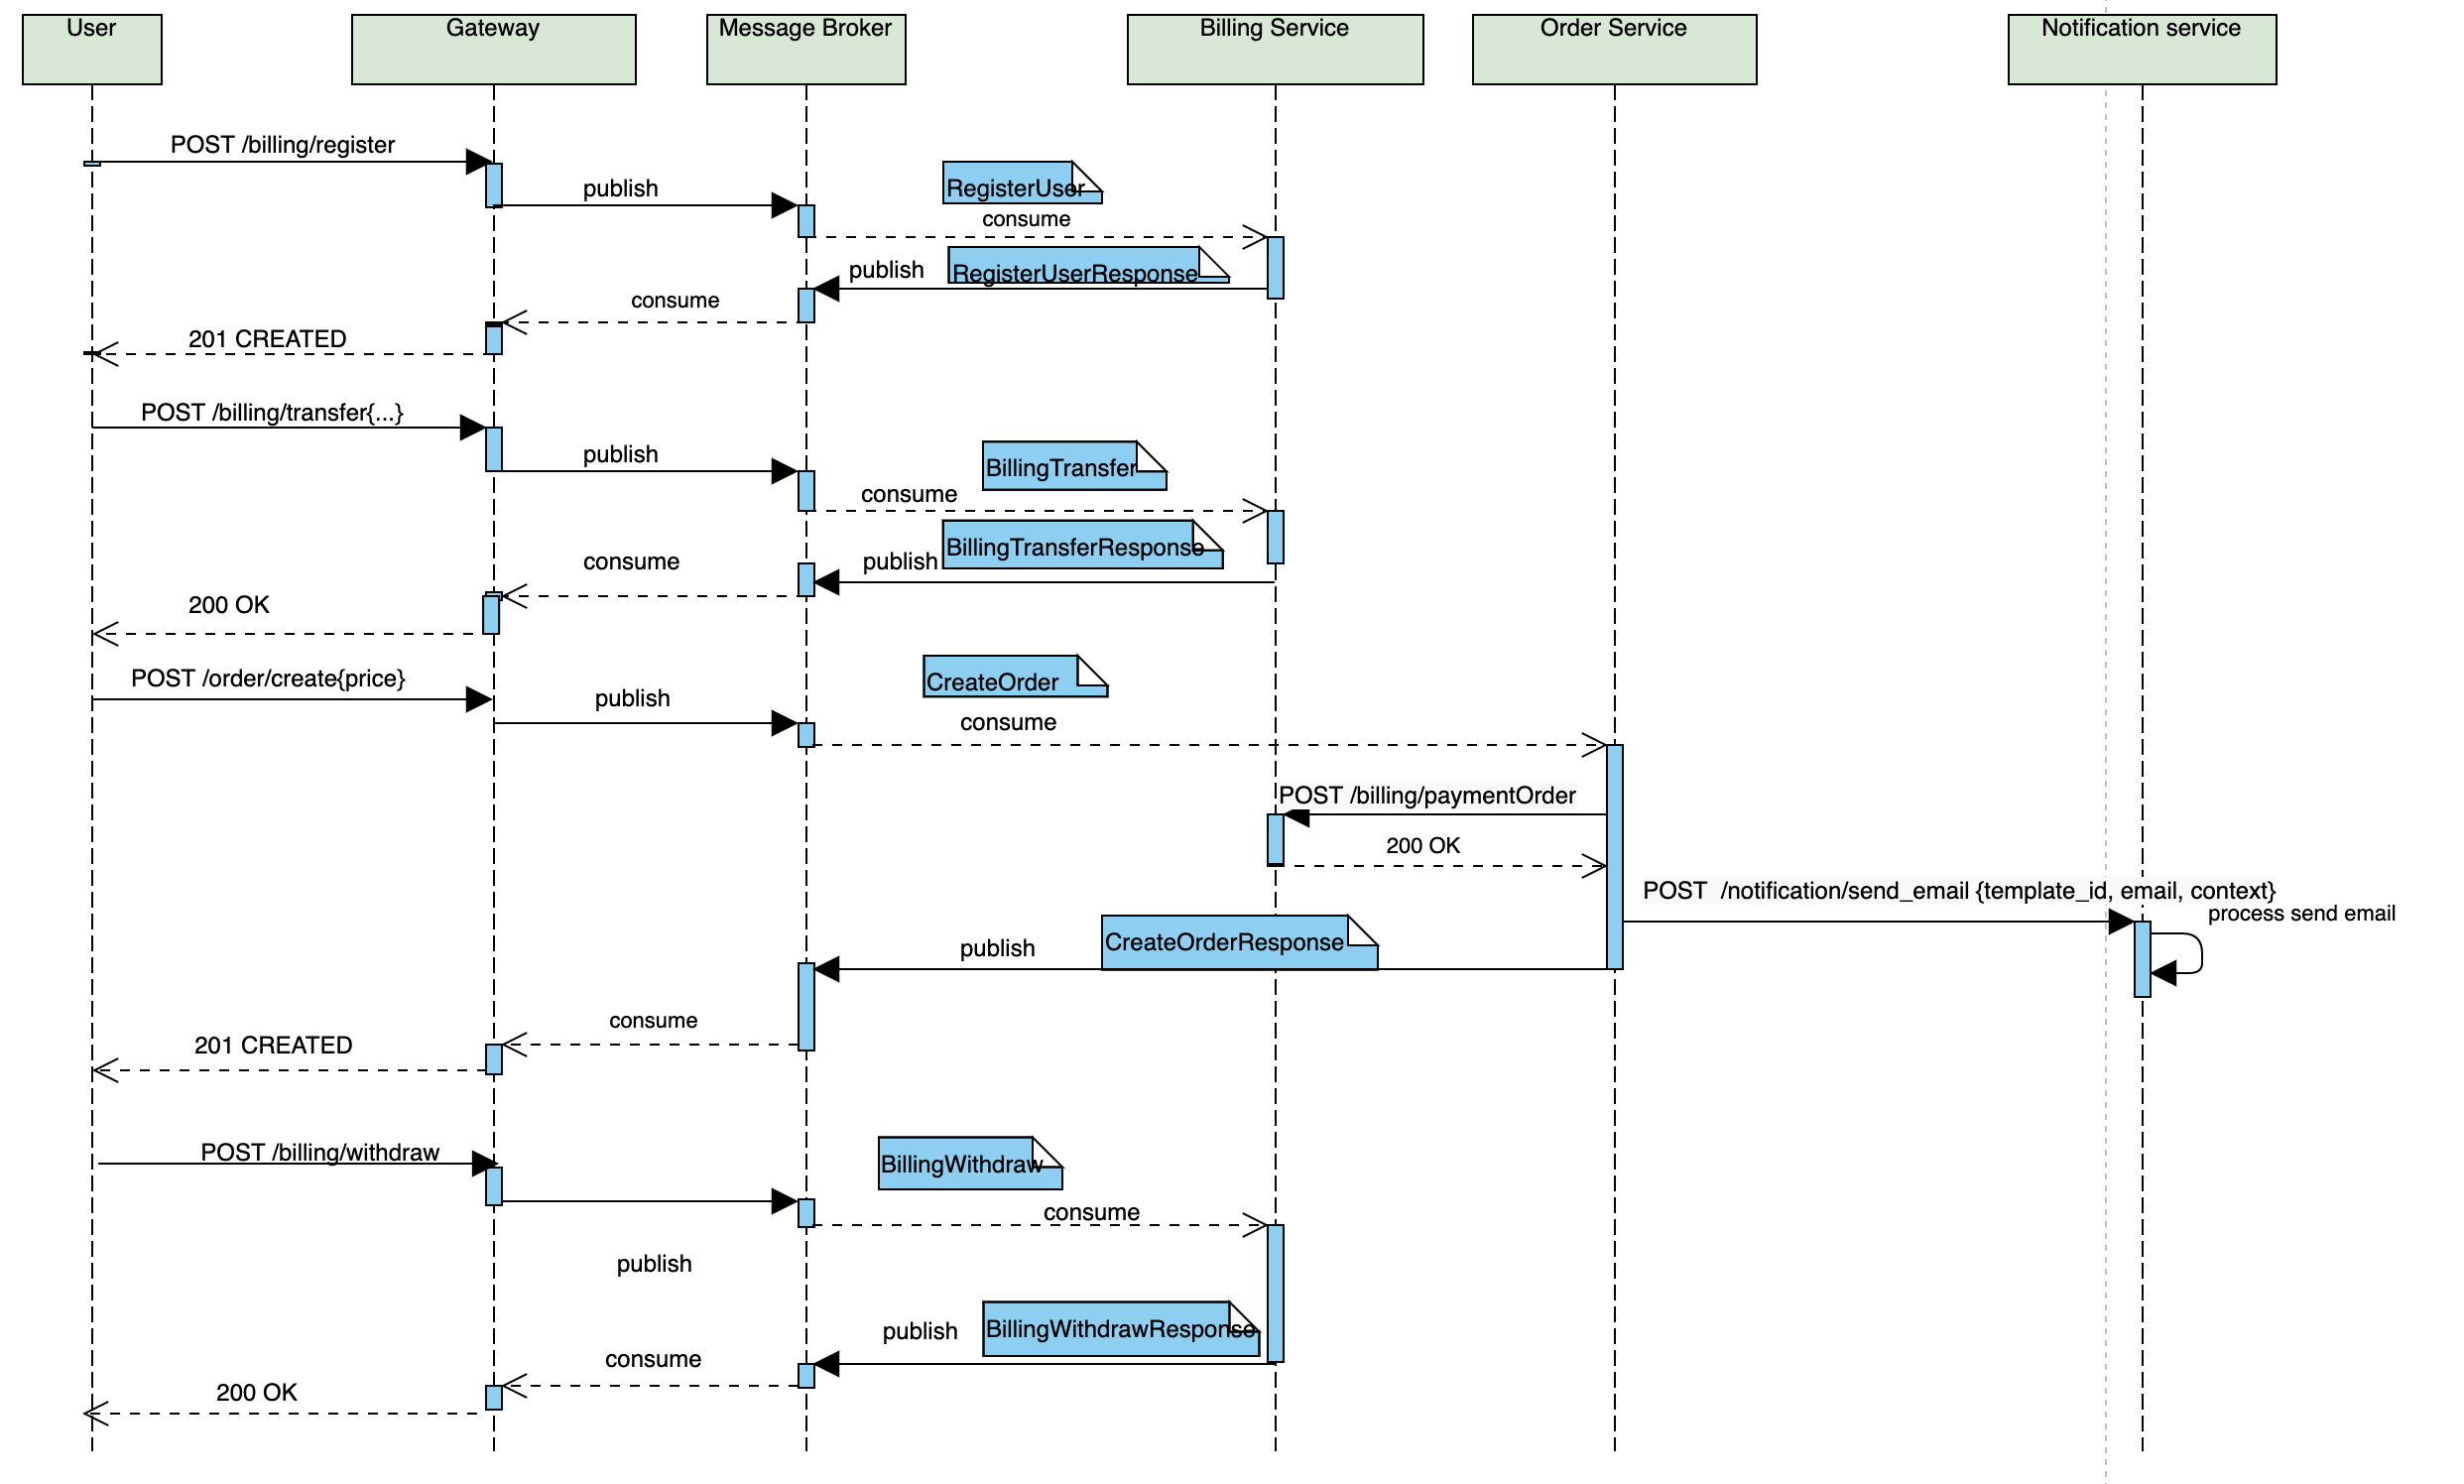 User
Gateway
Message Broker
Billing Service
Order Service
Notification service
POST /billing/register
publish
RegisterUser
consume
RegisterUserResponse
publish
consume
201 CREATED
POST /billing/transfer{...}
publish
BillingTransfer
consume
BillingTransferResponse
publish
consume
200 OK
POST /order/create{price}
publish
CreateOrder
consume
POST /billing/paymentOrder
200 OK
POST  /notification/send_email {template_id, email, context}
process send email
CreateOrderResponse
publish
consume
201 CREATED
POST /billing/withdraw
BillingWithdraw
consume
publish
BillingWithdrawResponse
publish
consume
200 OK